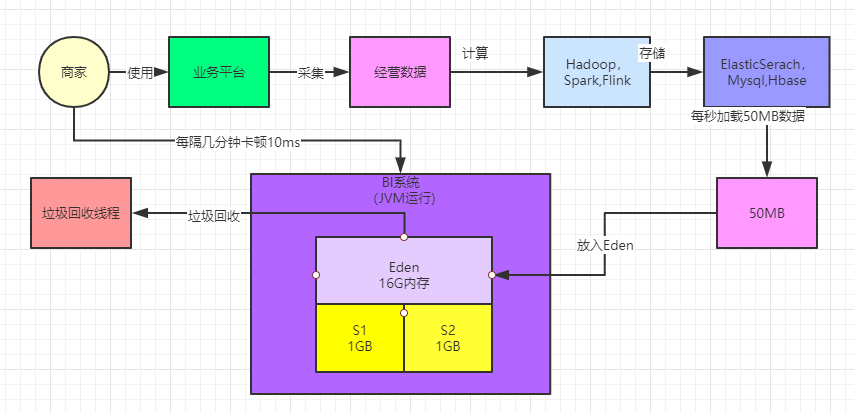 商家
使用
业务平台
采集
经营数据
计算
Hadoop,
Spark,Flink
存储
ElasticSerach,
Mysql,Hbase
每秒加载50MB数据
每隔几分钟卡顿10ms
BI系统
(JVM运行)
垃圾回收线程
垃圾回收
50MB
放入Eden
Eden
16G内存
S1
1GB
S2
1GB